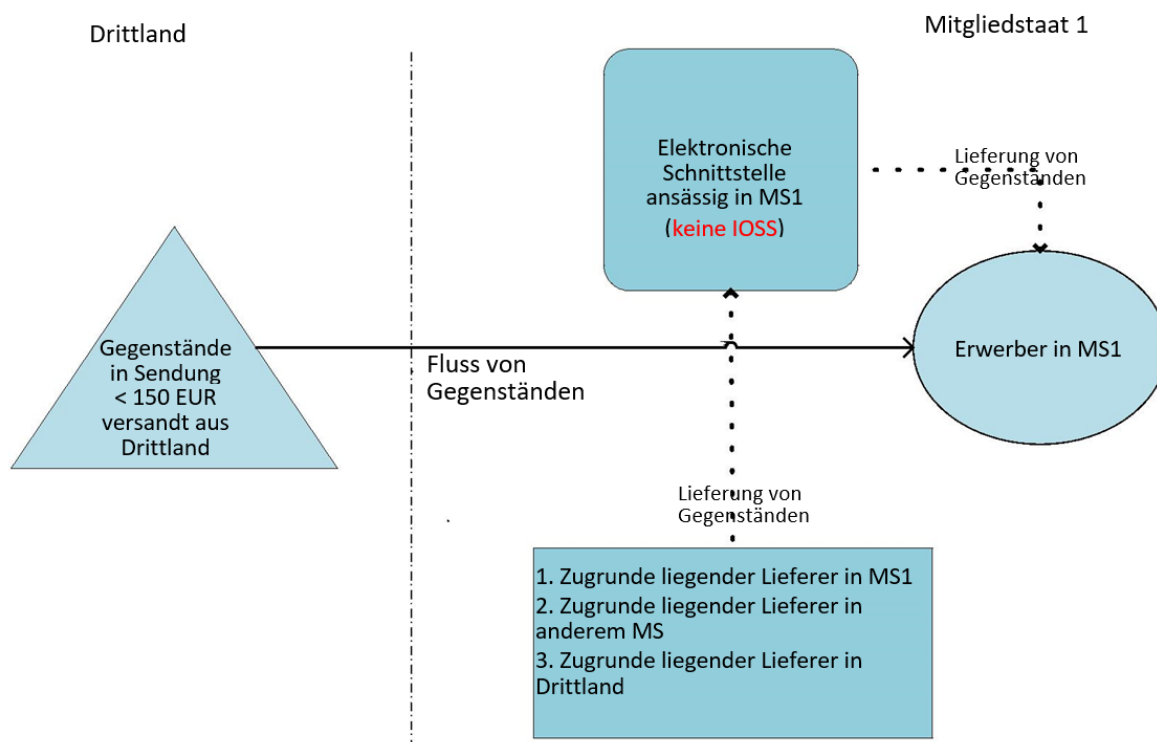 Drittland
Mitgliedstaat 1
Elektronische
Schnittstelle
ansässig in MS1
(keine IOSS)
Lieferung von
Gegenständen
Gegenstände
in Sendung
< 150 EUR
versandt aus
Drittland
Fluss von
Gegenständen
Erwerber in MS1
Lieferung von
Gegenständen
1. Zugrunde liegender Lieferer in MS1
2. Zugrunde liegender Lieferer in
anderem MS
3. Zugrunde liegender Lieferer in
Drittland